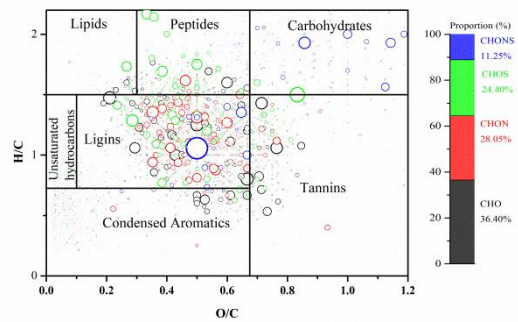 Lipids
Peptides
Carbohydrates
Unsaturated
hydrocarbons
Ligins
Tannins
Condensed Aromatics
H/C
2
1
0
0.0
0.2
0.4
0.6
0.8
1.0
1.2
O/C
Proportion (%)
100
80
60
40
20
0
CHONS
11.25%
CHOS
24.40%
CHON
28.05%
CHO
36.40%